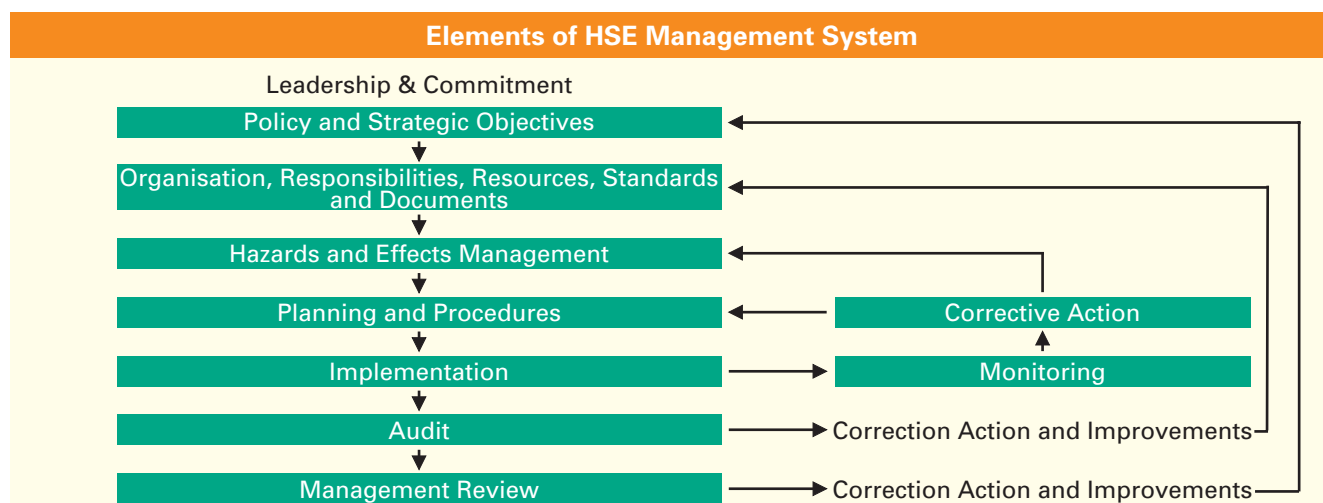 Elements of HSE Management System
Leadership & Commitment
Policy and Strategic Objectives
Organisation, Responsibilities, Resources, Standards
and Documents
Hazards and Effects Management
Planning and Procedures
Corrective Action
Implementation
Monitoring
Audit
Correction Action and Improvements
Management Review
Correction Action and Improvements